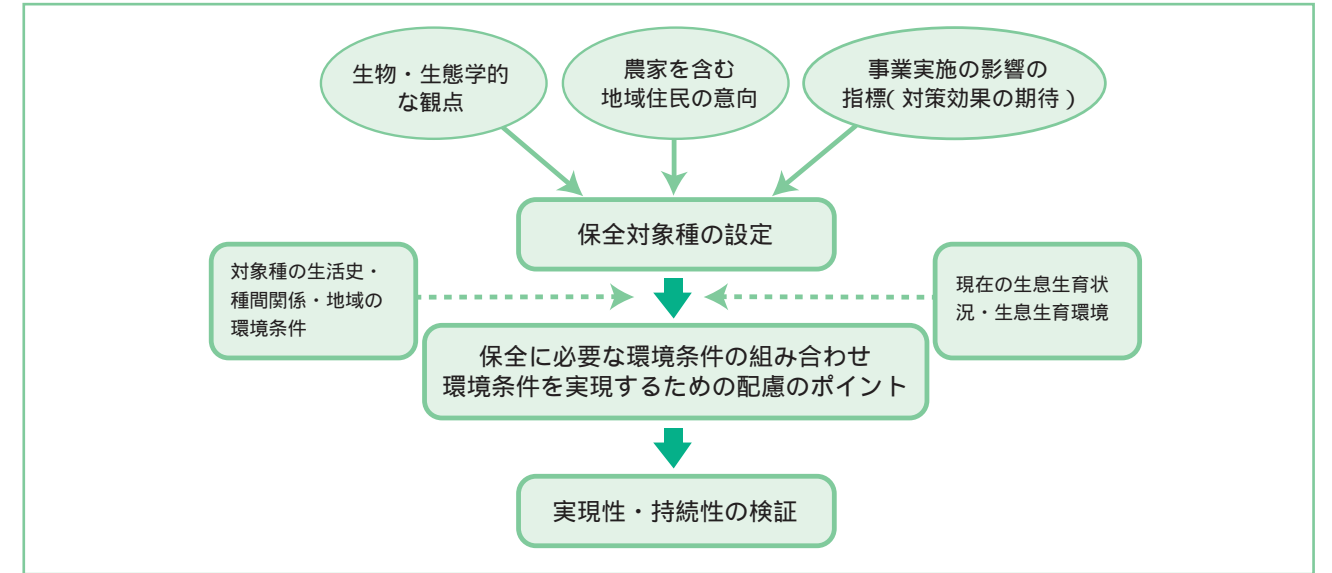 生物・生態学的
な観点
農家を含む
地域住民の意向
事業実施の影響の
指標(対策効果の期待)
保全対象種の設定
対象種の生活史・
種間関係・地域の
環境条件
現在の生息生育状
況・生息生育環境
保全に必要な環境条件の組み合わせ
環境条件を実現するための配慮のポイント
実現性・持続性の検証